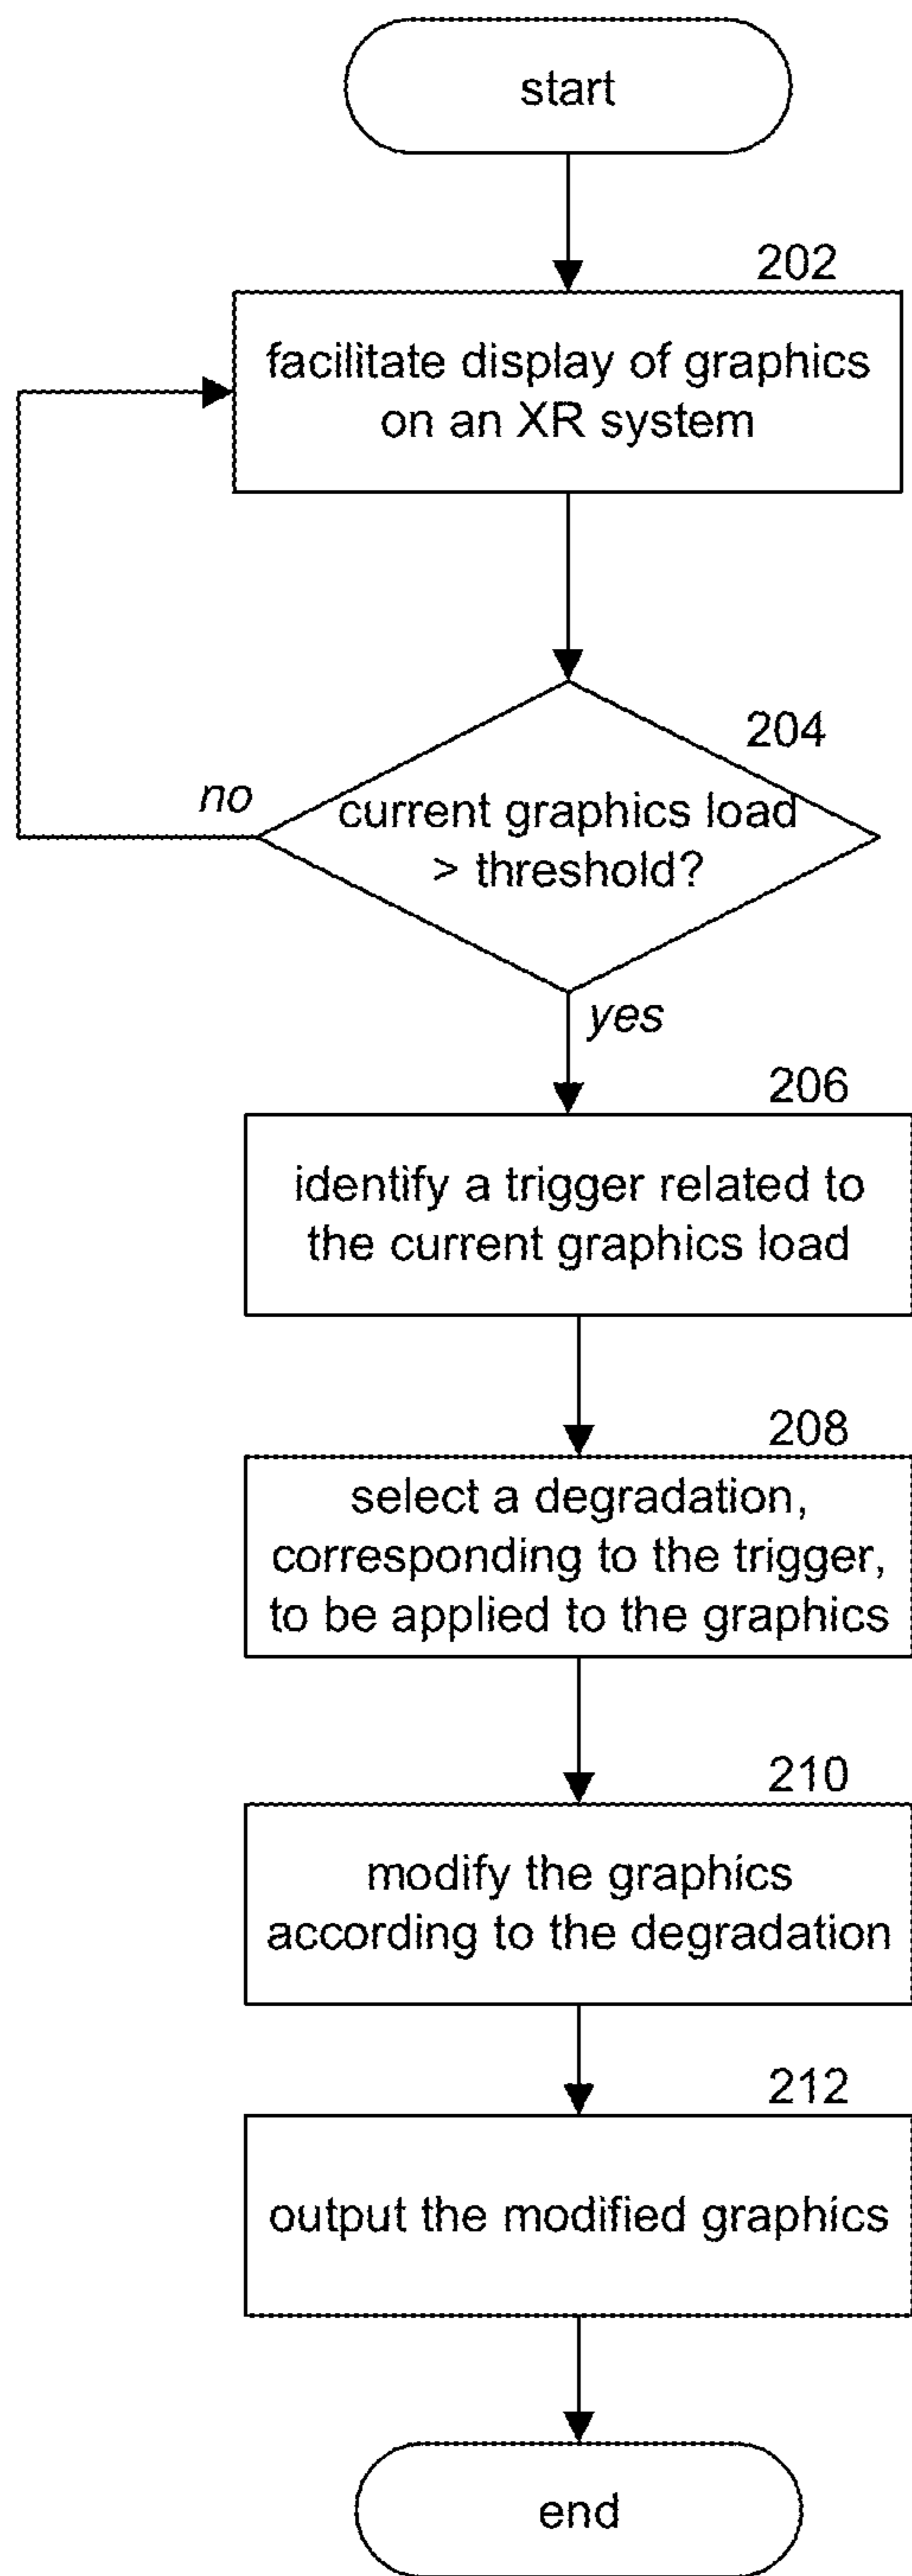 start
202
facilitate display of graphics
on an XR system
204
current graphics load
> threshold?
no
yes
206
identify a trigger related to
the current graphics load
208
select a degradation,
corresponding to the trigger,
to be applied to the graphics
210
modify the graphics
according to the degradation
212
output the modified graphics
end